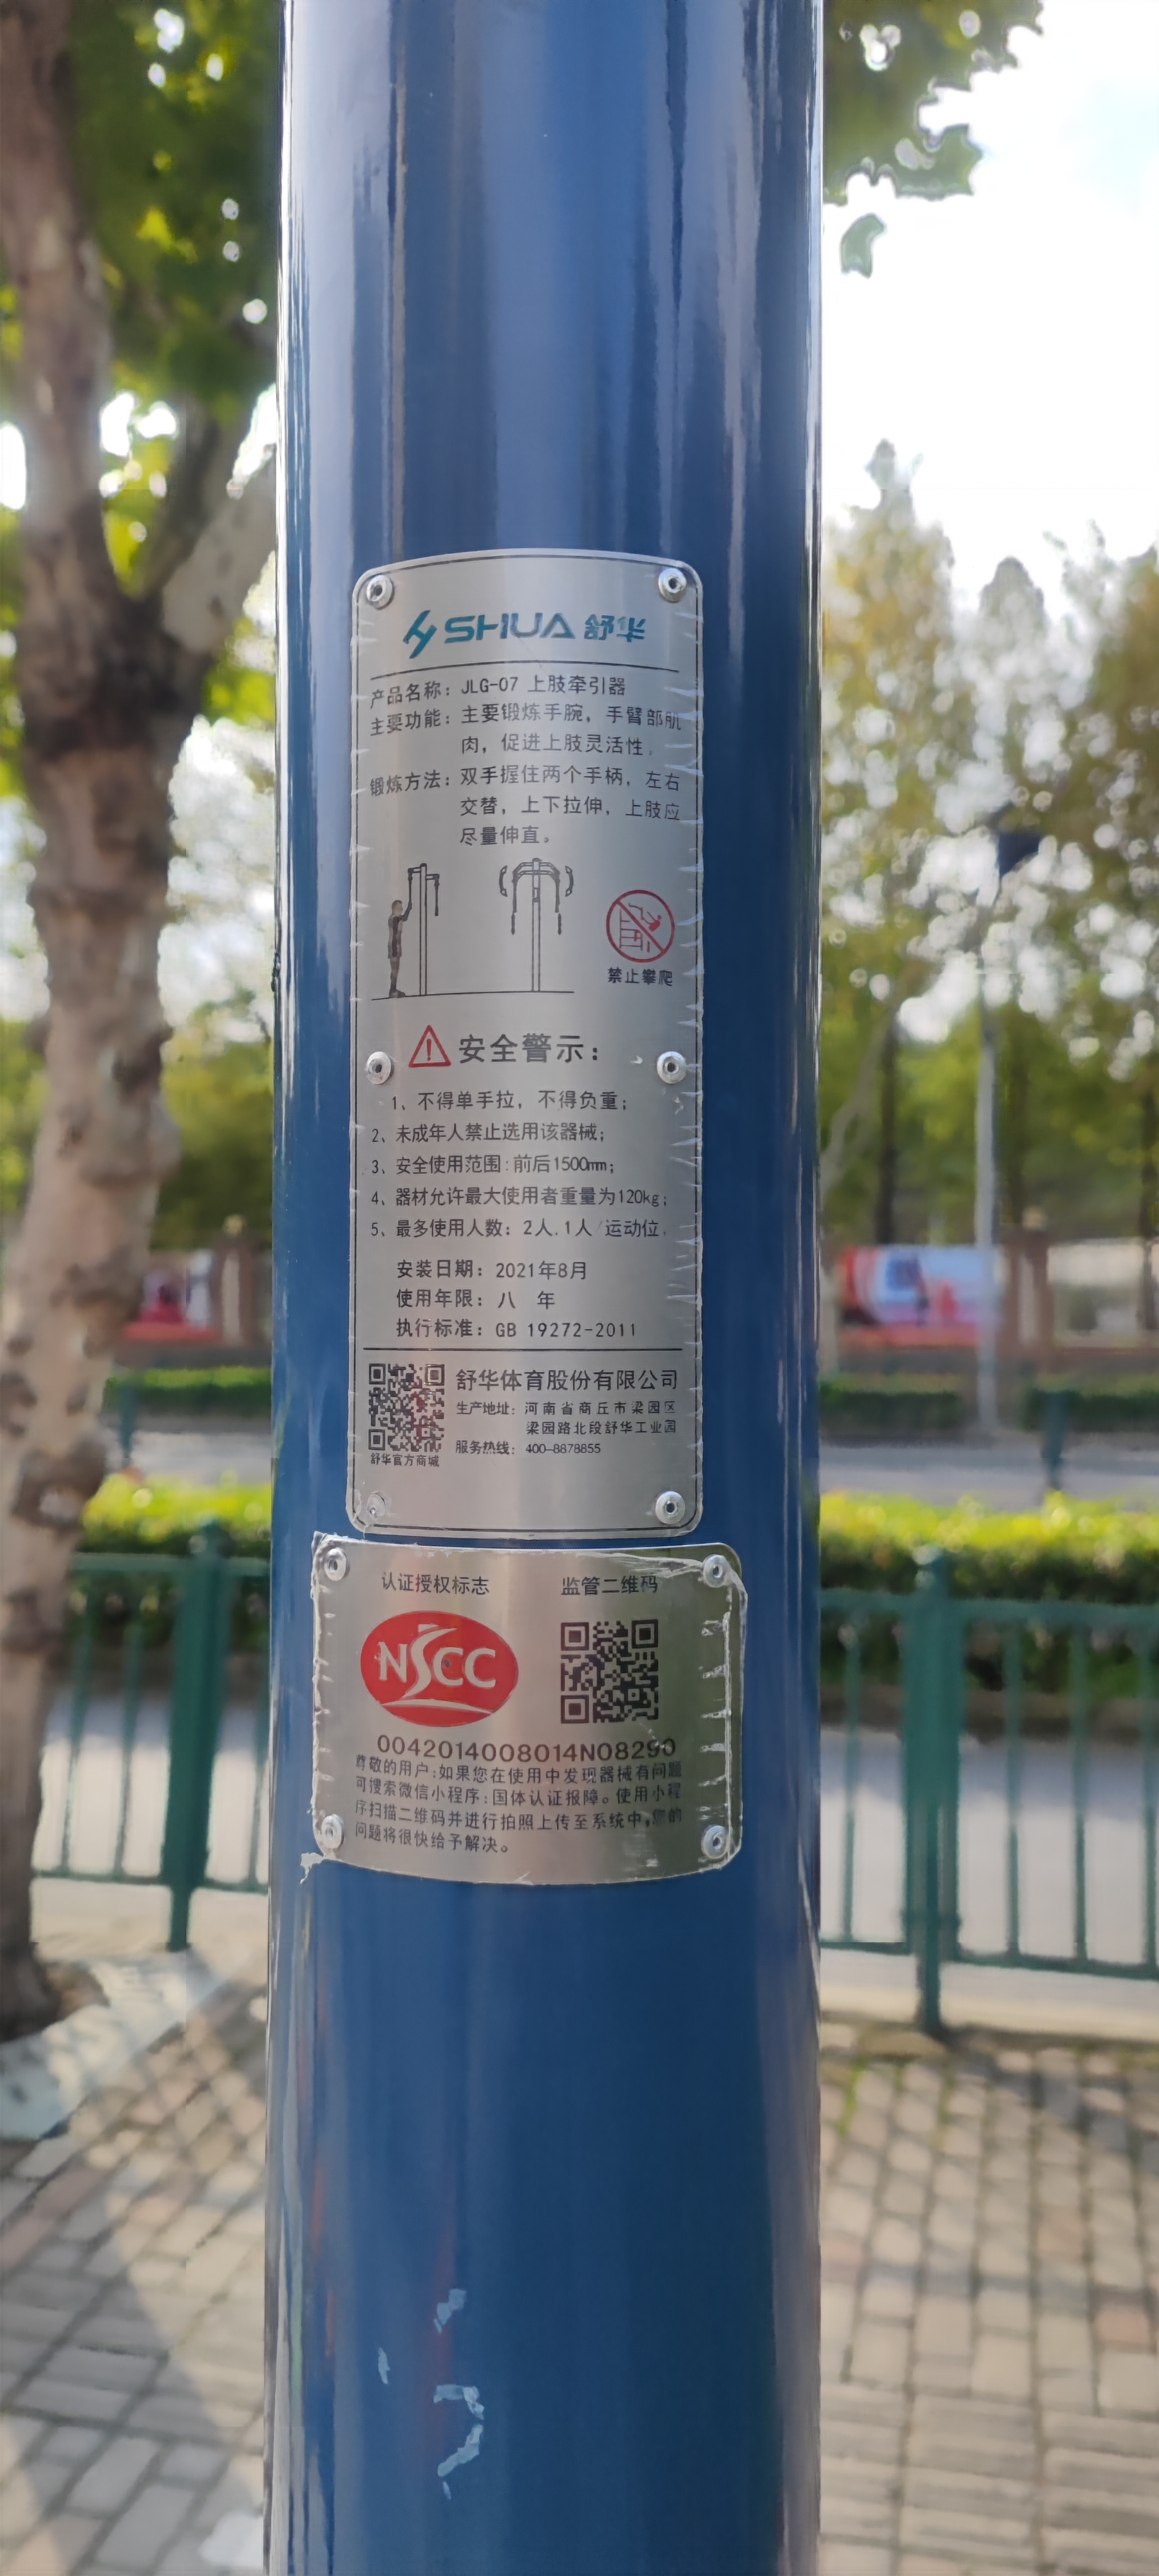 SHUA 舒华
产品名称：JLG-07 上肢牵引器
主要功能：主要锻炼手腕，手臂部肌
肉，促进上肢灵活性。
锻炼方法：双手握住两个手柄，左右
交替，上下拉伸，上肢应
尽量伸直。
禁止攀爬
安全警示：
1、不得单手拉，不得负重；
2、未成年人禁止选用该器械；
3、安全使用范围：前后1500mm；
4、器材允许最大使用者重量为120kg；
5、最多使用人数：2人.1人/运动位.
安装日期：2021年8月
使用年限：八 年
执行标准：GB 19272-2011
舒华体育股份有限公司
生产地址：河南省商丘市梁园区
梁园路北段舒华工业园
服务热线：400-8878855
舒华官方商城
认证授权标志 监管二维码
NSCC
0042014008014N08290
尊敬的用户：如果您在使用中发现器械有问题
可搜索微信小程序：国体认证报障。使用小程
序扫描二维码并进行拍照上传至系统中，您的
问题将很快给予解决。